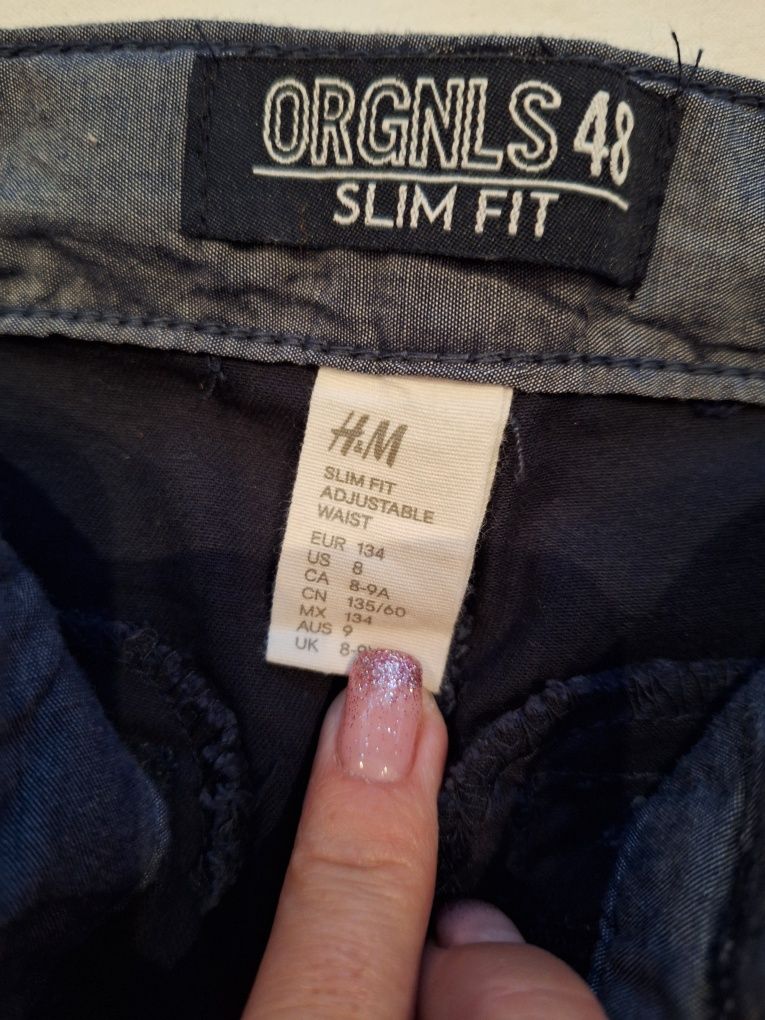 ORGNLS 48
SLIM FIT
H&M
SLIM FIT
ADJUSTABLE
WAIST
EUR 134
US 8
CA 8-9A
CN 135/60
MX 134
AUS 9
UK